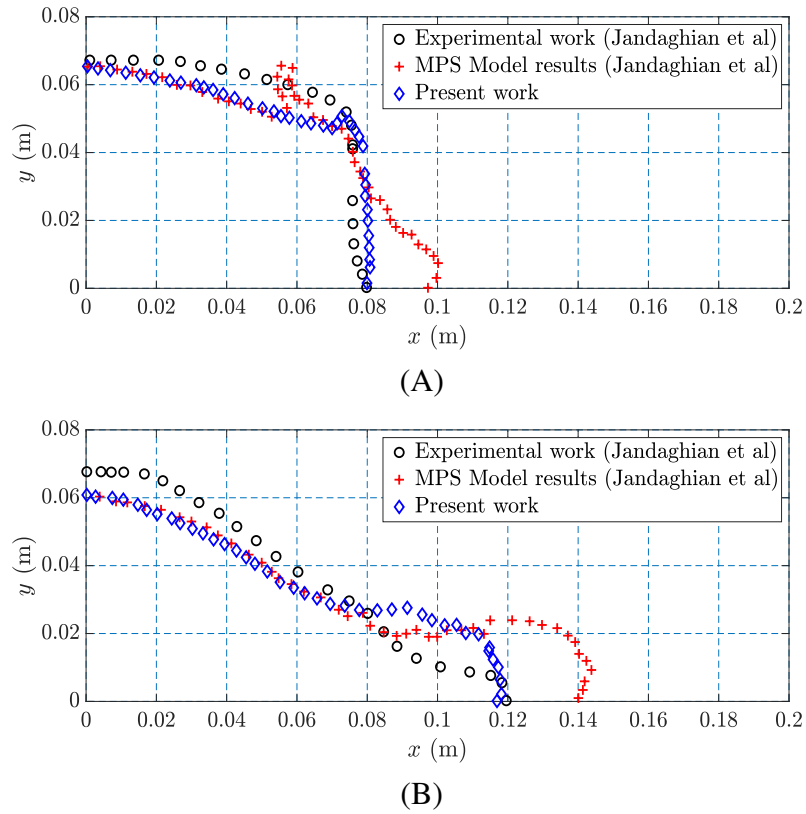 0.08
0.06
0.04
0.02
0
y (m)
Experimental work (Jandaghian et al)
MPS Model results (Jandaghian et al)
Present work
0 0.02 0.04 0.06 0.08 0.1 0.12 0.14 0.16 0.18 0.2
x (m)
(A)
0.08
0.06
0.04
0.02
0
y (m)
Experimental work (Jandaghian et al)
MPS Model results (Jandaghian et al)
Present work
0 0.02 0.04 0.06 0.08 0.1 0.12 0.14 0.16 0.18 0.2
x (m)
(B)